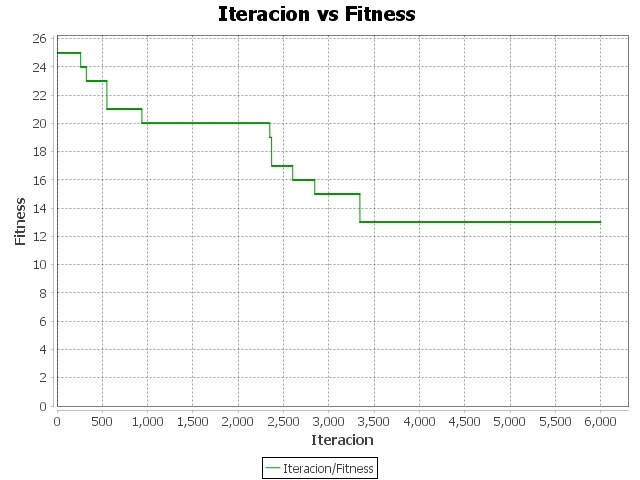 Iteracion vs Fitness
26
24
22
20
18
16
14
12
10
8
6
4
2
0
Fitness
0 500 1,000 1,500 2,000 2,500 3,000 3,500 4,000 4,500 5,000 5,500 6,000
Iteracion
Iteracion/Fitness